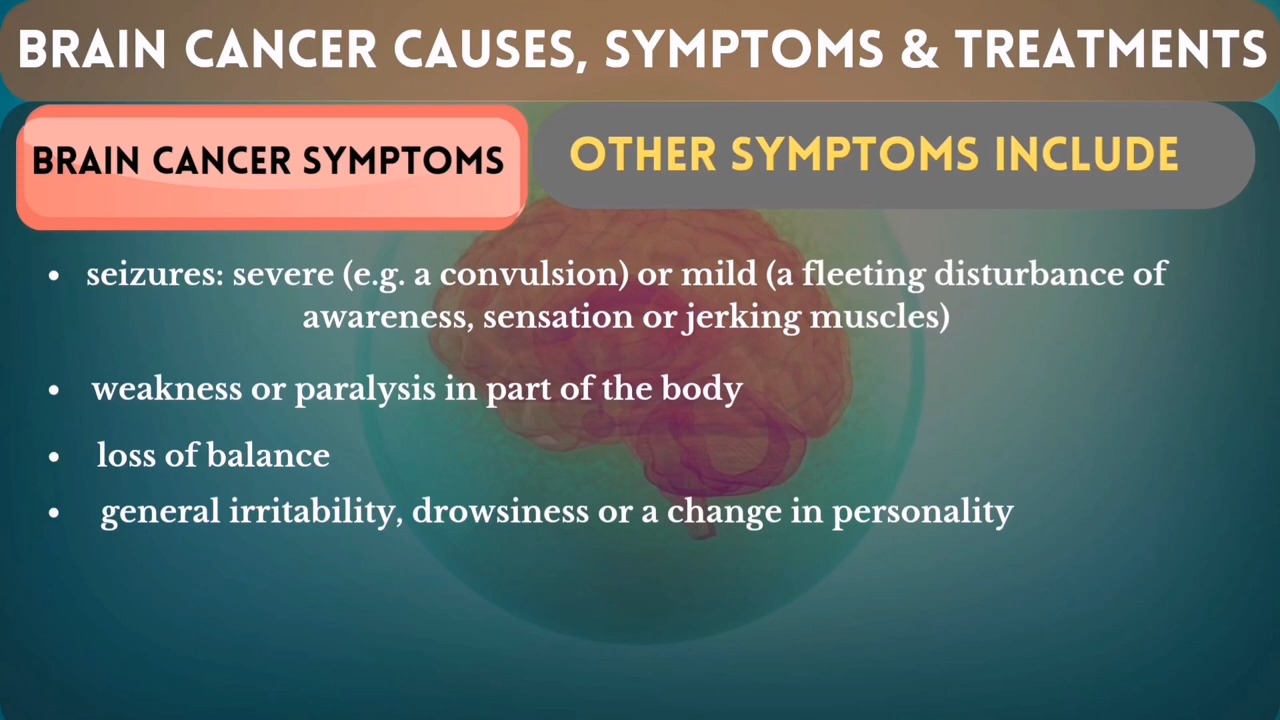 BRAIN CANCER CAUSES, SYMPTOMS & TREATMENTS
BRAIN CANCER SYMPTOMS
OTHER SYMPTOMS INCLUDE
• seizures: severe (e.g. a convulsion) or mild (a fleeting disturbance of
awareness, sensation or jerking muscles)
• weakness or paralysis in part of the body
• loss of balance
• general irritability, drowsiness or a change in personality